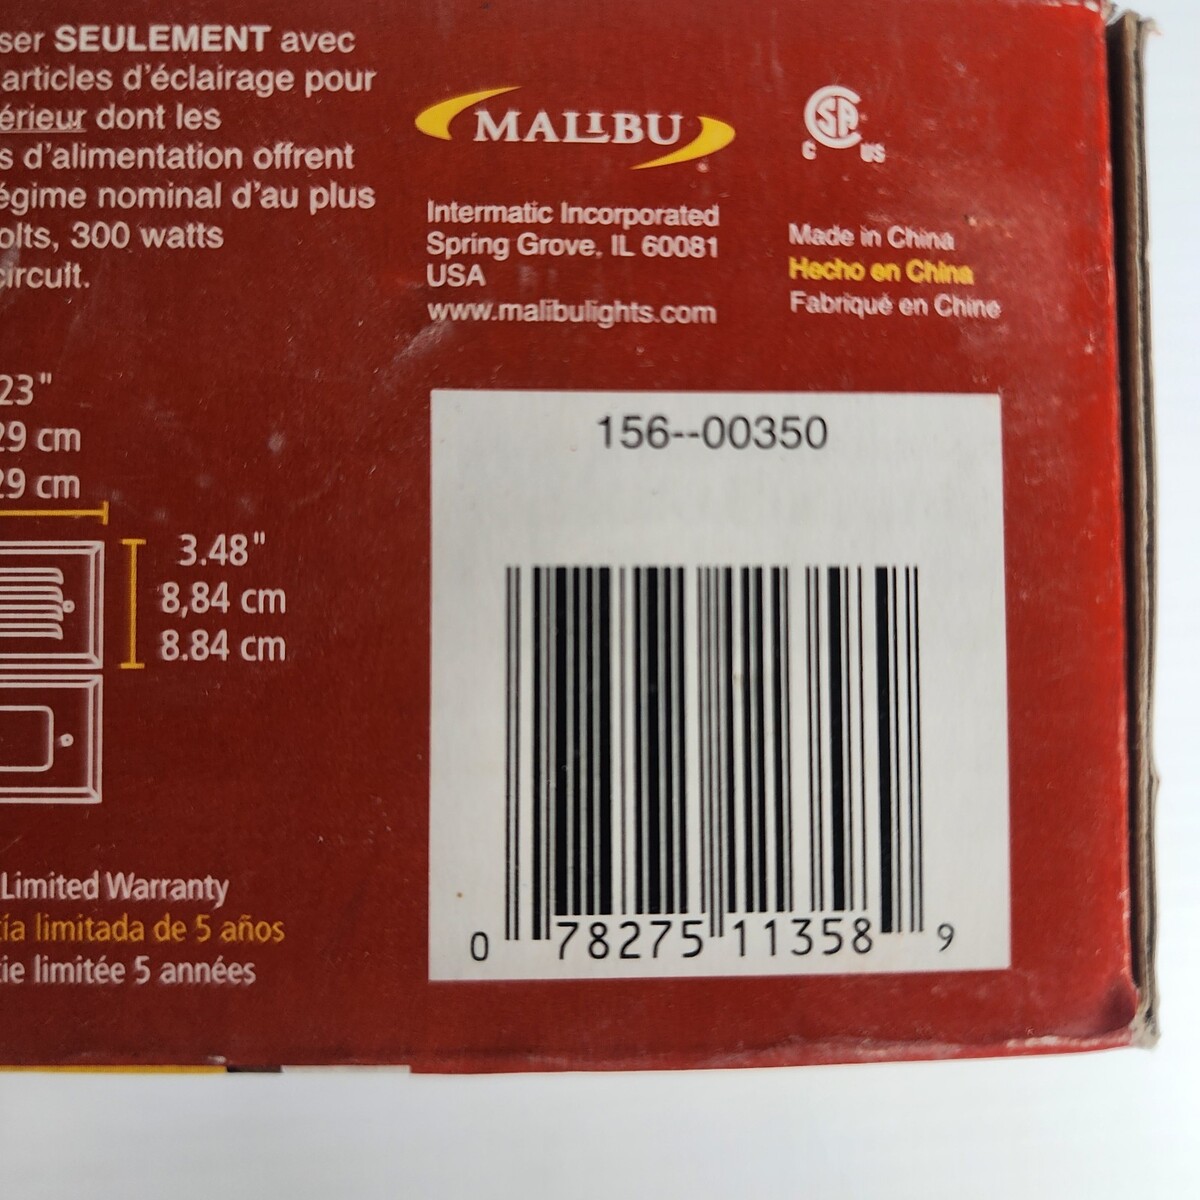 ser SEULEMENT avec
articles d'éclairage pour
érieur dont les
s d'alimentation offrent
égime nominal d'au plus
olts, 300 watts
circuit.
MALIBU
Intermatic Incorporated
Spring Grove, IL 60081
USA
www.malibulights.com
CSA
C US
Made in China
Hecho en China
Fabriqué en Chine
23"
29 cm
29 cm
3.48"
8,84 cm
8.84 cm
Limited Warranty
ía limitada de 5 años
tie limitée 5 années
156--00350
0 78275 11358 9